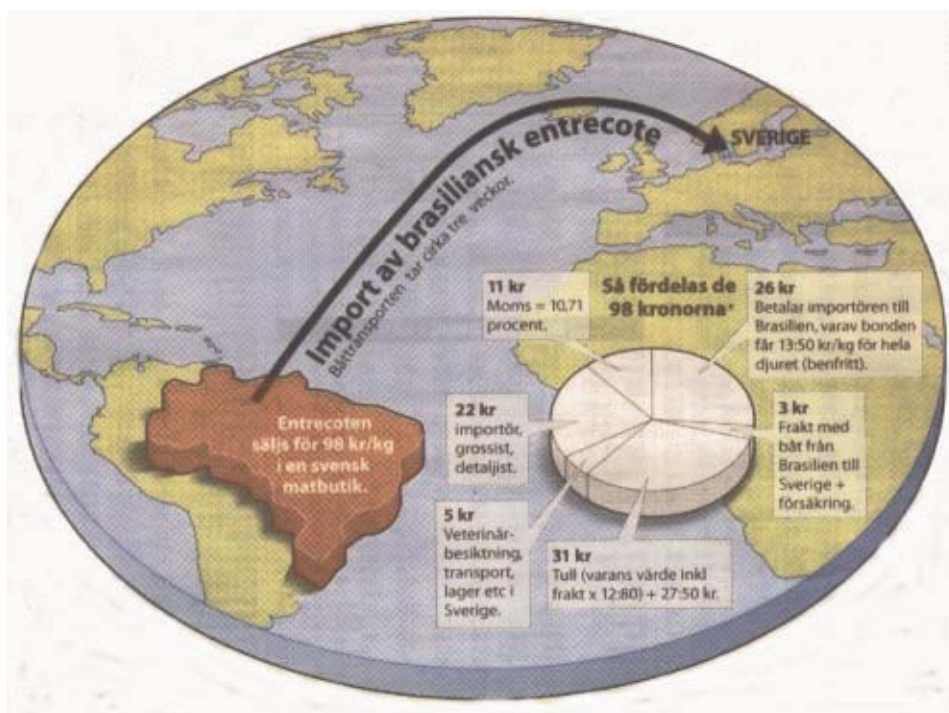 Import av brasiliansk entrecote
Båttransporten tar cirka tre veckor.
SVERIGE
Entrecoten
säljs för 98 kr/kg
i en svensk
matbutik.
Så fördelas de
98 kronorna*
11 kr
Moms = 10,71
procent.
26 kr
Betalar importören till
Brasilien, varav bonden
får 13:50 kr/kg för hela
djuret (benfritt).
22 kr
importör,
grossist,
detaljist.
3 kr
Frakt med
båt från
Brasilien till
Sverige +
försäkring.
5 kr
Veterinär-
besiktning,
transport,
lager etc i
Sverige.
31 kr
Tull (varans värde inkl
frakt x 12:80) + 27:50 kr.